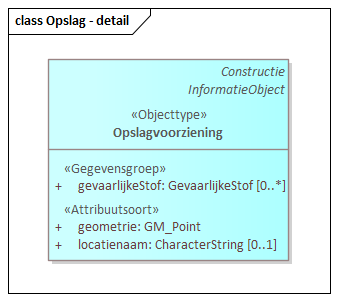 class Opslag - detail
Constructie
InformatieObject
«Objecttype»
Opslagvoorziening
«Gegevensgroep»
+ gevaarlijkeStof: GevaarlijkeStof [0..*]
«Attribuutsoort»
+ geometrie: GM_Point
+ locatienaam: CharacterString [0..1]